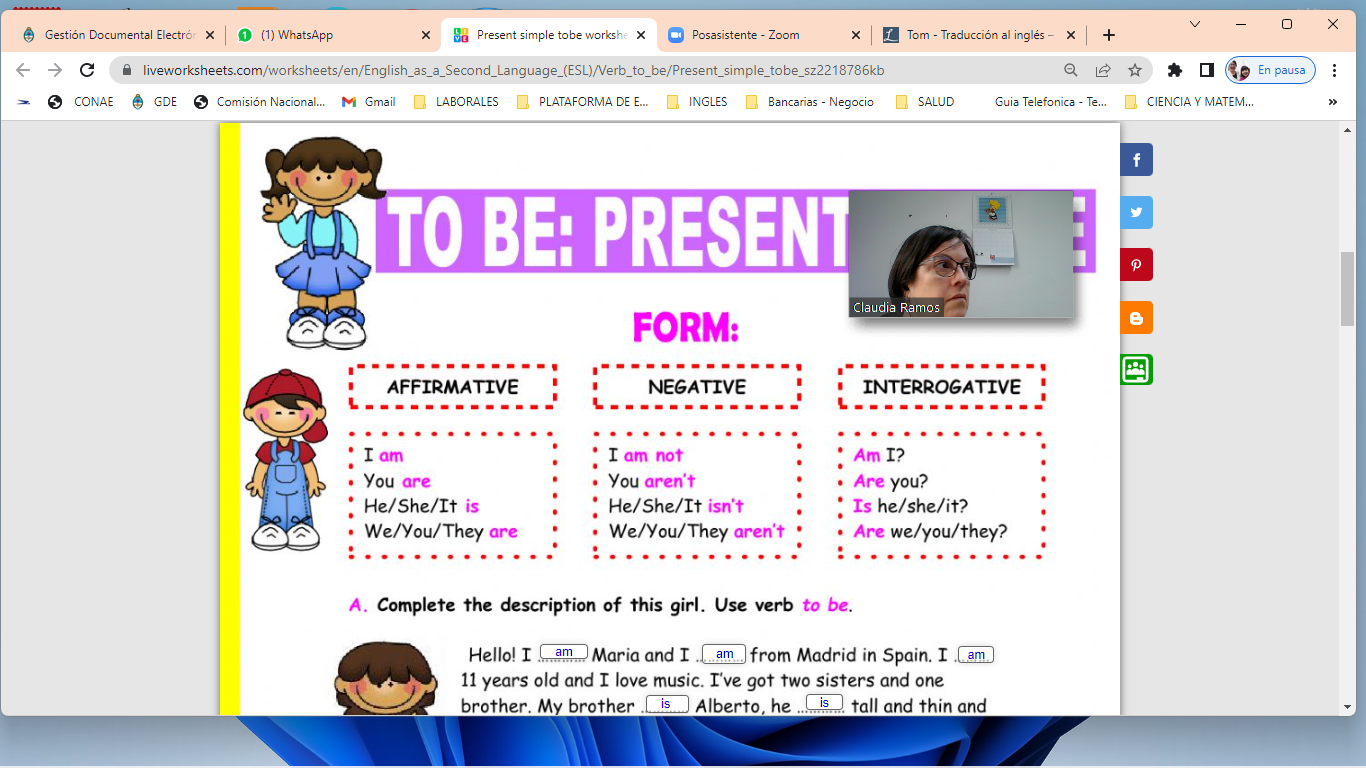 Gestión Documental Electrón
(1) WhatsApp
Present simple tobe workshe
Posasistente - Zoom
Tom - Traducción al inglés –
liveworksheets.com/worksheets/en/English_as_a_Second_Language_(ESL)/Verb_to_be/Present_simple_tobe_sz2218786kb
En pausa
CONAE
GDE
Comisión Nacional...
Gmail
LABORALES
PLATAFORMA DE E...
INGLES
Bancarias - Negocio
SALUD
Guia Telefonica - Te...
CIENCIA Y MATEM...
»
TO BE: PRESENT
E
Claudia Ramos
FORM:
AFFIRMATIVE
I am
You are
He/She/It is
We/You/They are
NEGATIVE
I am not
You aren't
He/She/It isn't
We/You/They aren't
INTERROGATIVE
Am I?
Are you?
Is he/she/it?
Are we/you/they?
A. Complete the description of this girl. Use verb to be.
Hello! I am Maria and I am from Madrid in Spain. I am
11 years old and I love music. I've got two sisters and one
brother. My brother is Alberto, he is tall and thin and